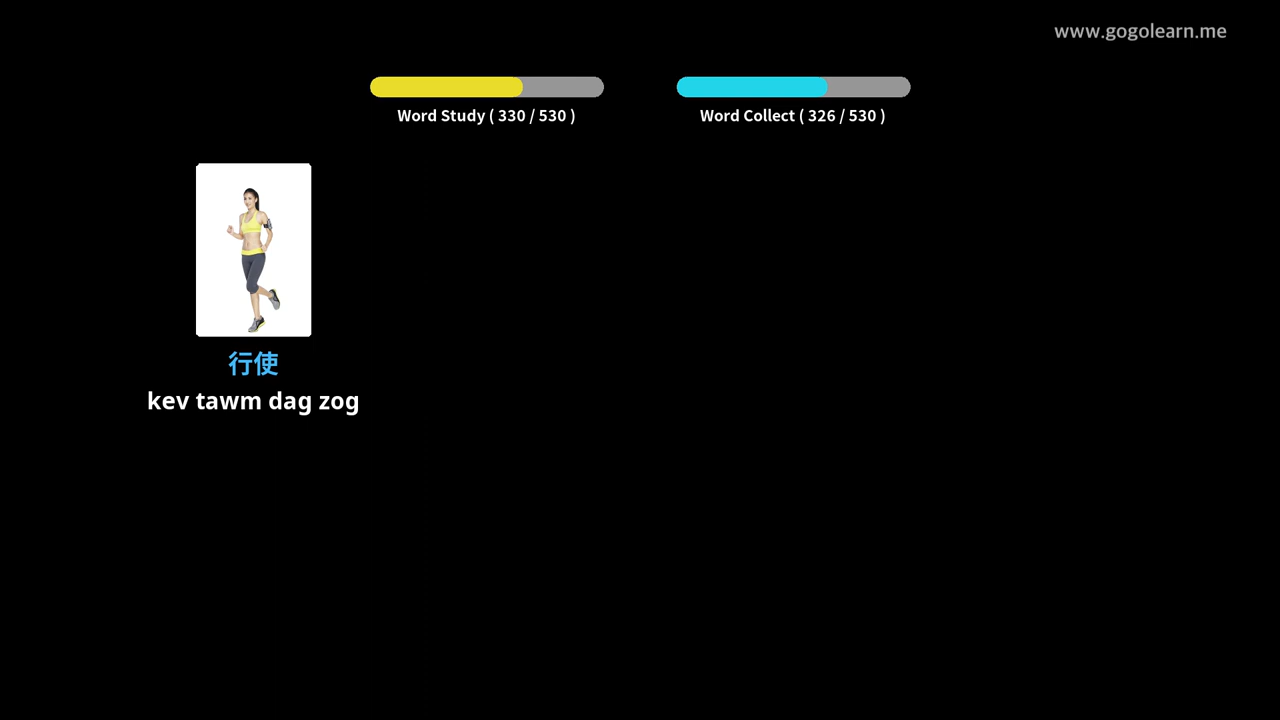 www.gogolearn.me
Word Study ( 330 / 530 )
Word Collect ( 326 / 530 )
行使
kev tawm dag zog